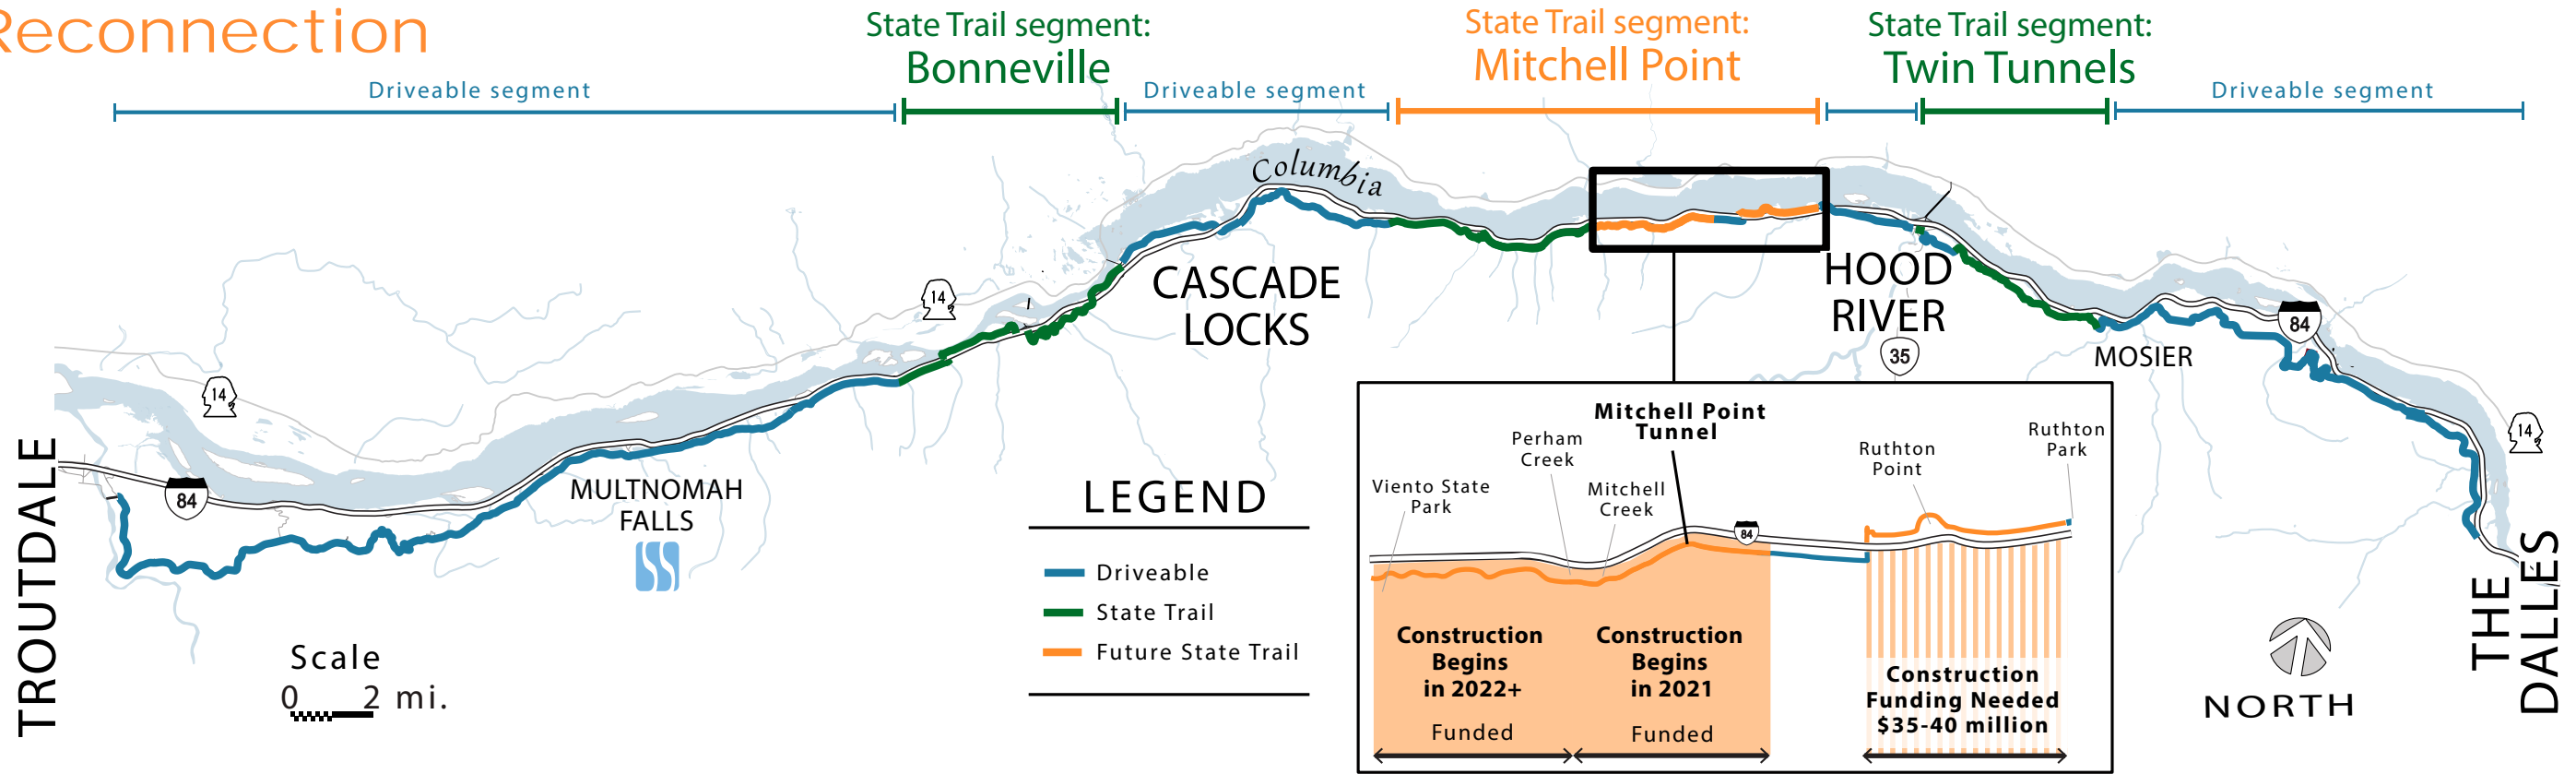 Reconnection
State Trail segment:
Bonneville
State Trail segment:
Mitchell Point
State Trail segment:
Twin Tunnels
Driveable segment
Driveable segment
Driveable segment
Columbia
CASCADE
LOCKS
HOOD
RIVER
35
MOSIER
84
14
14
14
84
MULTNOMAH
FALLS
TROUTDALE
THE
DALLES
Scale
0 2 mi.
LEGEND
Driveable
State Trail
Future State Trail
Mitchell Point
Tunnel
Viento State
Park
Perham
Creek
Mitchell
Creek
84
Ruthton
Point
Ruthton
Park
Construction
Begins
in 2022+
Funded
Construction
Begins
in 2021
Funded
Construction
Funding Needed
$35-40 million
NORTH